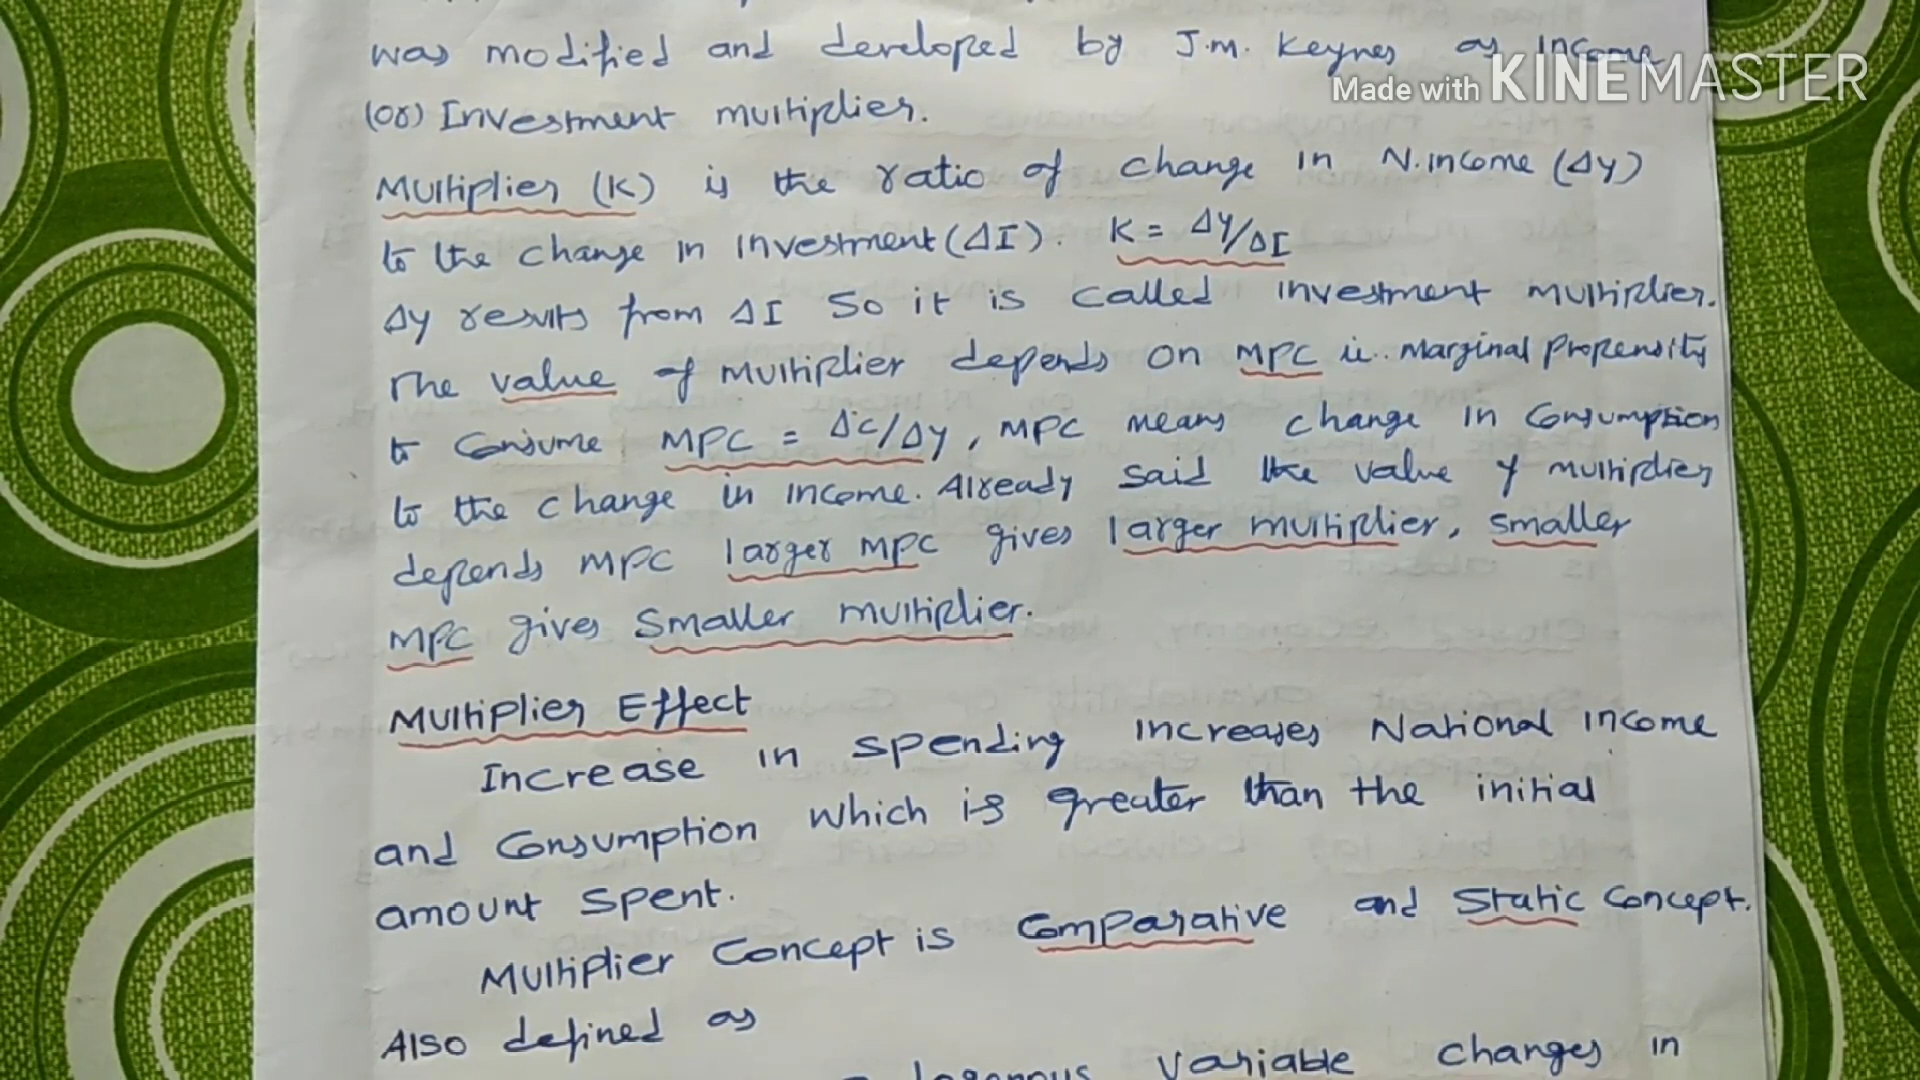 was modified and developed by J.M. Keynes as Income
Made with KINEMASTER
(or) Investment multiplier.
Multiplier (K) is the ratio of change in N.income (Δy)
to the change in investment (ΔI). K = Δy/ΔI
Δy results from ΔI So it is called investment multiplier.
The value of multiplier depends on MPC ie. Marginal Propensity
to Consume MPC = Δc/Δy, MPC means change in Consumption
to the change in income. Already said the value of multiplier
depends MPC larger MPC gives larger multiplier, smaller
MPC gives smaller multiplier.
Multiplier Effect
Increase in spending increases National income
and Consumption which is greater than the initial
amount spent.
Multiplier Concept is Comparative and Static Concept.
Also defined as
variable changes in